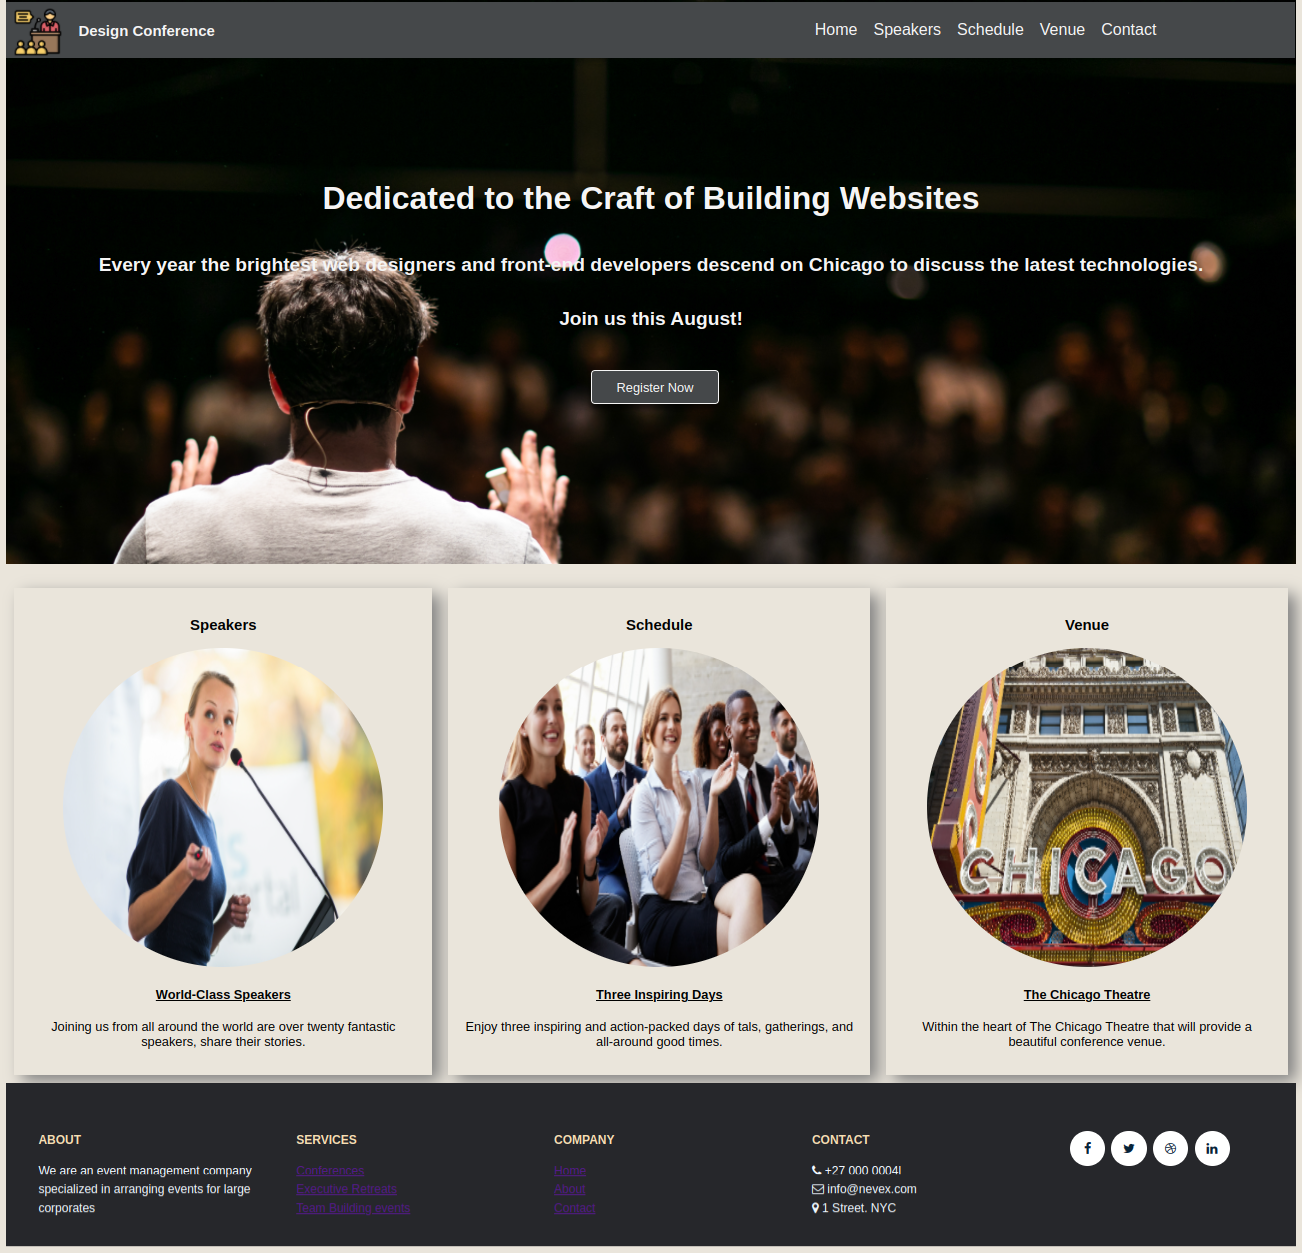 Design Conference
Home Speakers Schedule Venue Contact
Dedicated to the Craft of Building Websites
Every year the brightest web designers and front-end developers descend on Chicago to discuss the latest technologies.
Join us this August!
Register Now
Speakers
World-Class Speakers
Joining us from all around the world are over twenty fantastic
speakers, share their stories.
Schedule
Three Inspiring Days
Enjoy three inspiring and action-packed days of tals, gatherings, and
all-around good times.
Venue
CHICAGO
The Chicago Theatre
Within the heart of The Chicago Theatre that will provide a
beautiful conference venue.
ABOUT
We are an event management company
specialized in arranging events for large
corporates
SERVICES
Conferences
Executive Retreats
Team Building events
COMPANY
Home
About
Contact
CONTACT
+27 000 0004l
info@nevex.com
1 Street. NYC